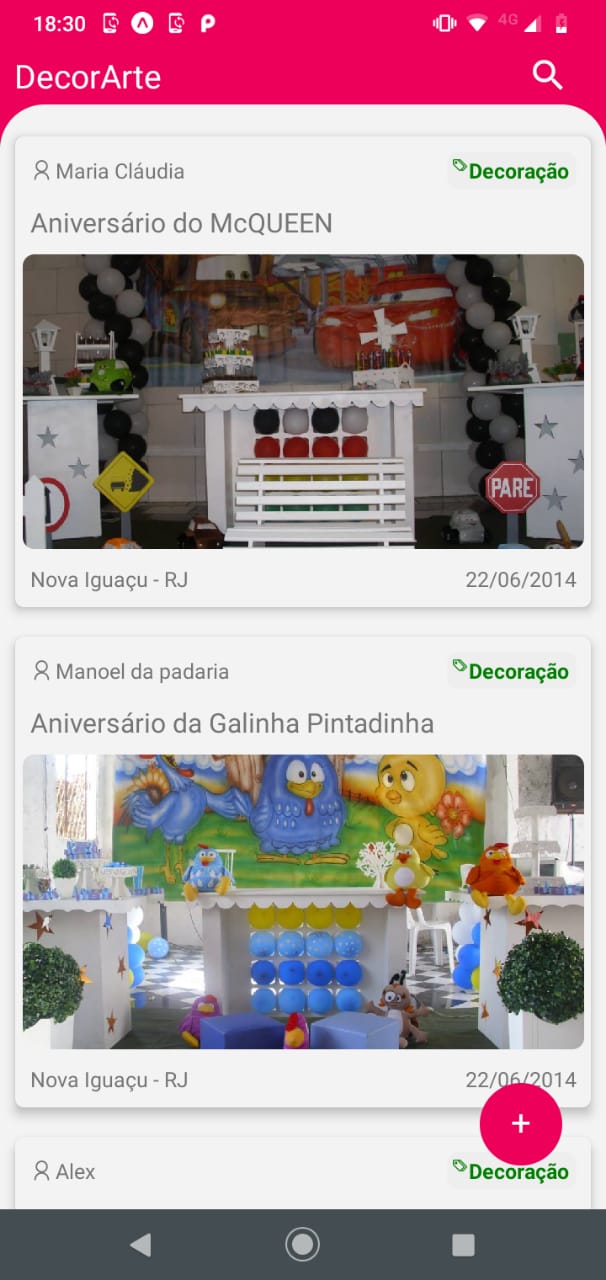 18:30
4G
DecorArte
Maria Cláudia
Decoração
Aniversário do McQUEEN
PARE
Nova Iguaçu - RJ
22/06/2014
Manoel da padaria
Decoração
Aniversário da Galinha Pintadinha
Nova Iguaçu - RJ
22/06/2014
+
Alex
Decoração